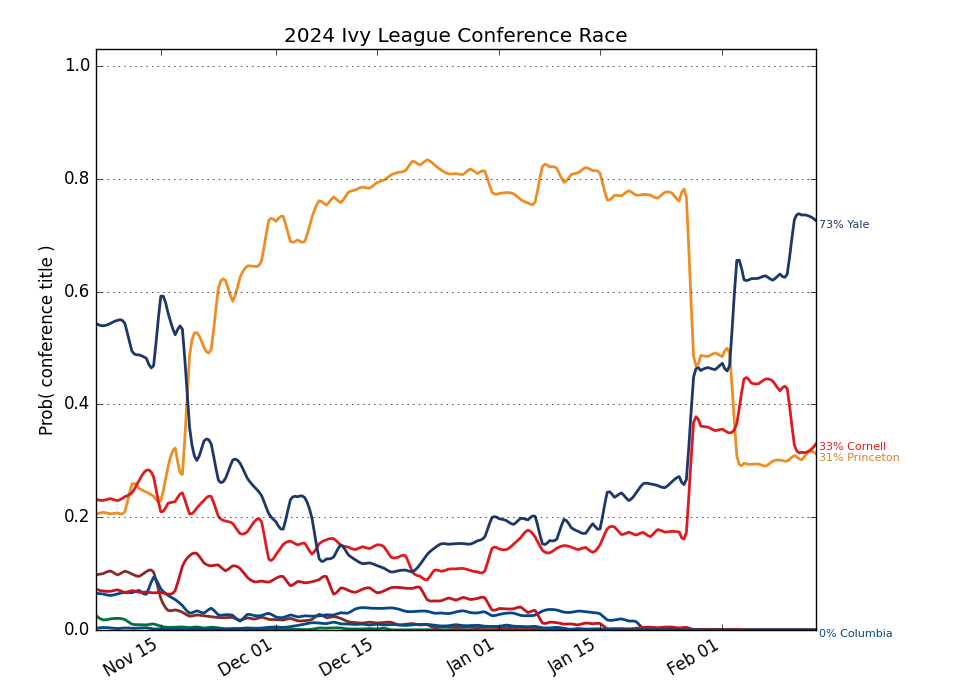 2024 Ivy League Conference Race
Prob( conference title )
1.0
0.8
0.6
0.4
0.2
0.0
73% Yale
33% Cornell
31% Princeton
0% Columbia
Nov 15
Dec 01
Dec 15
Jan 01
Jan 15
Feb 01